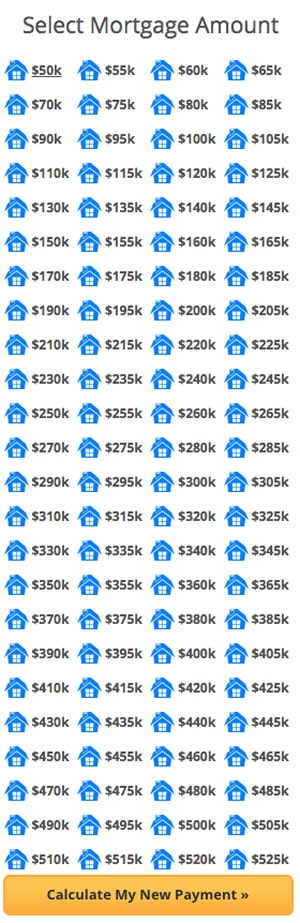 Select Mortgage Amount
$50k $55k $60k $65k
$70k $75k $80k $85k
$90k $95k $100k $105k
$110k $115k $120k $125k
$130k $135k $140k $145k
$150k $155k $160k $165k
$170k $175k $180k $185k
$190k $195k $200k $205k
$210k $215k $220k $225k
$230k $235k $240k $245k
$250k $255k $260k $265k
$270k $275k $280k $285k
$290k $295k $300k $305k
$310k $315k $320k $325k
$330k $335k $340k $345k
$350k $355k $360k $365k
$370k $375k $380k $385k
$390k $395k $400k $405k
$410k $415k $420k $425k
$430k $435k $440k $445k
$450k $455k $460k $465k
$470k $475k $480k $485k
$490k $495k $500k $505k
$510k $515k $520k $525k
Calculate My New Payment »